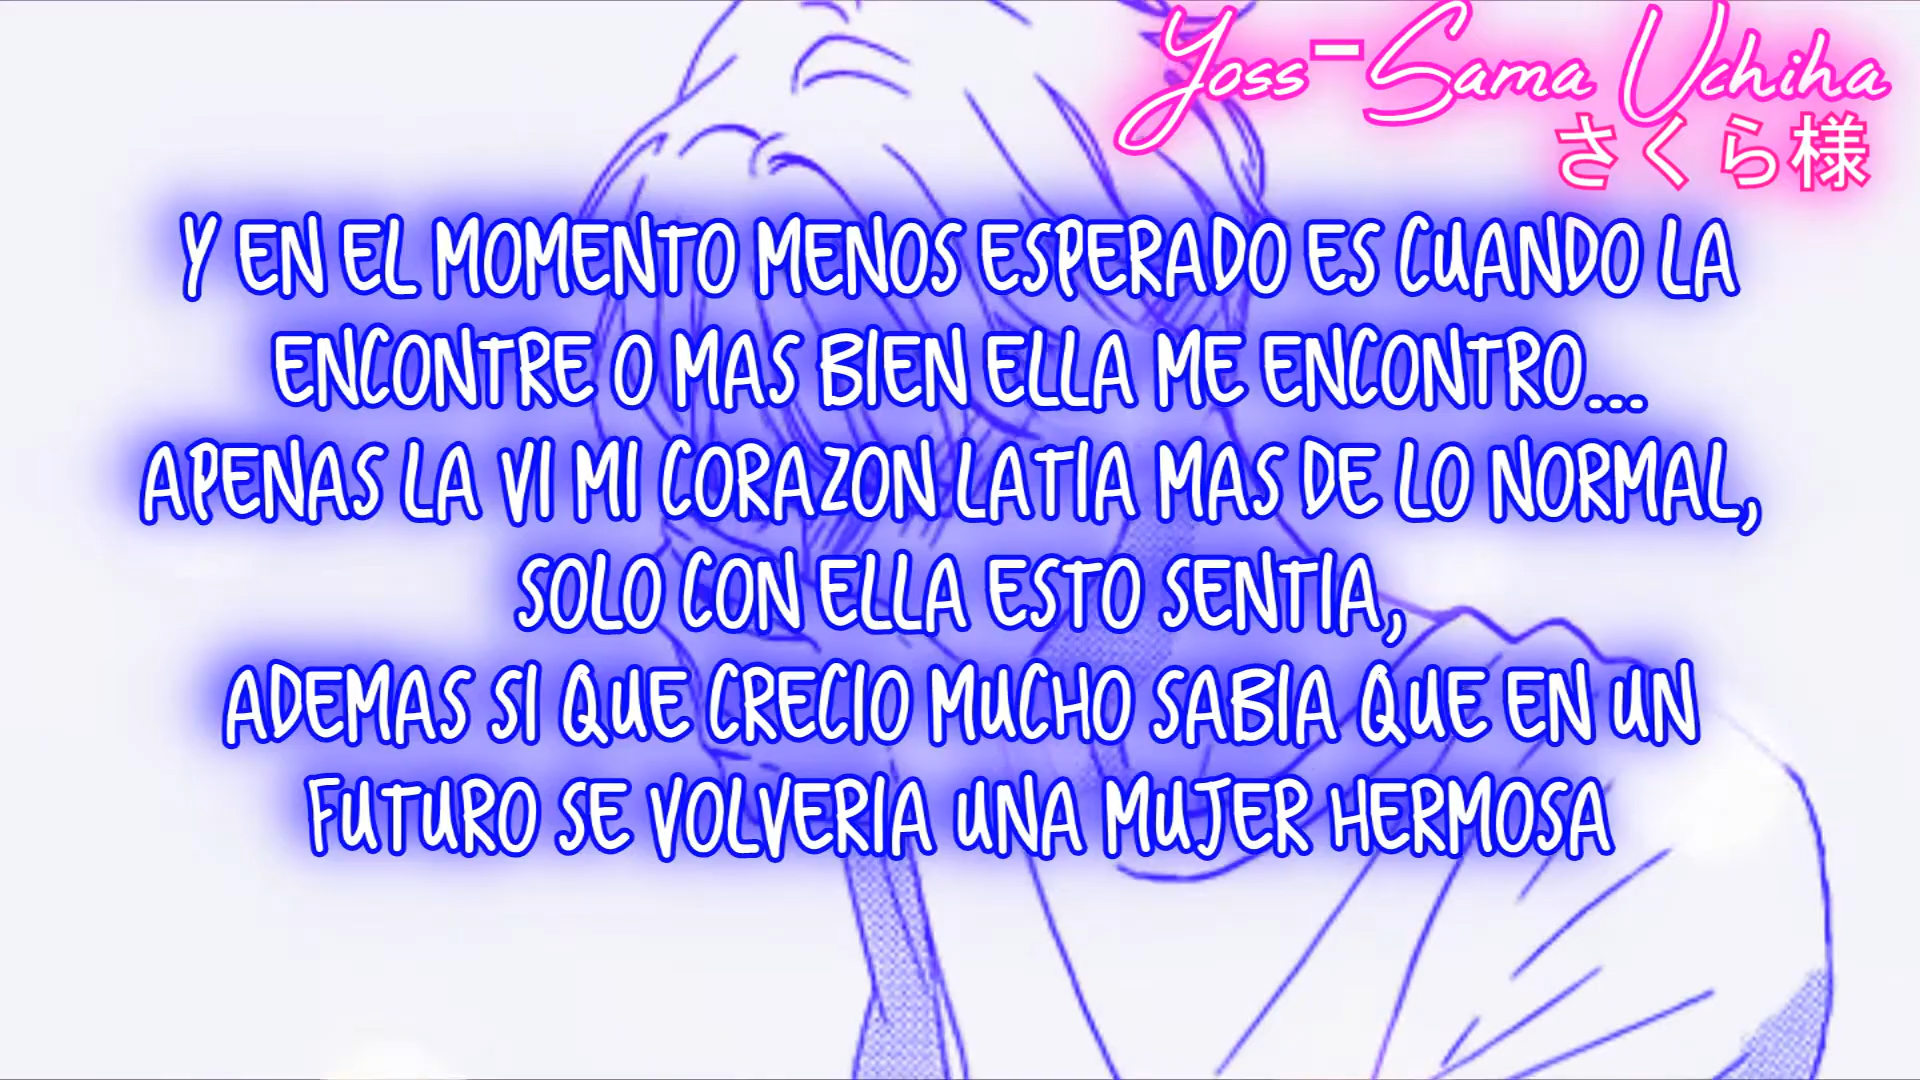 Yoss-Sama Uchiha
さくら様
Y EN EL MOMENTO MENOS ESPERADO ES CUANDO LA
ENCONTRE O MAS BIEN ELLA ME ENCONTRO...
APENAS LA VI MI CORAZON LATIA MAS DE LO NORMAL,
SOLO CON ELLA ESTO SENTIA,
ADEMAS SI QUE CRECIO MUCHO SABIA QUE EN UN
FUTURO SE VOLVERIA UNA MUJER HERMOSA